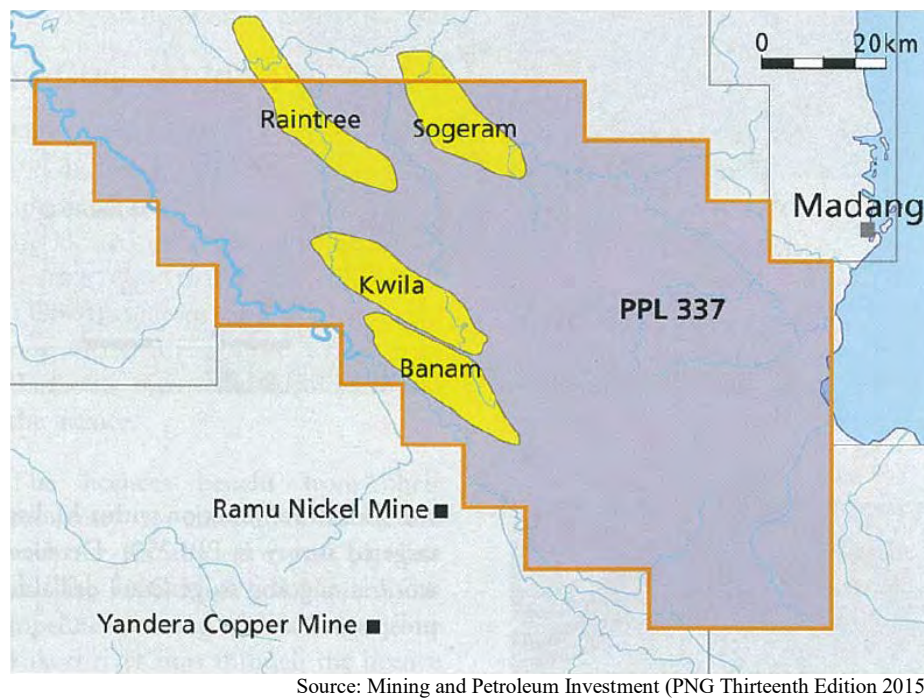 0 20km
Raintree
Sogeram
Madang
Kwila
PPL 337
Banam
Ramu Nickel Mine
Yandera Copper Mine
Source: Mining and Petroleum Investment (PNG Thirteenth Edition 2015